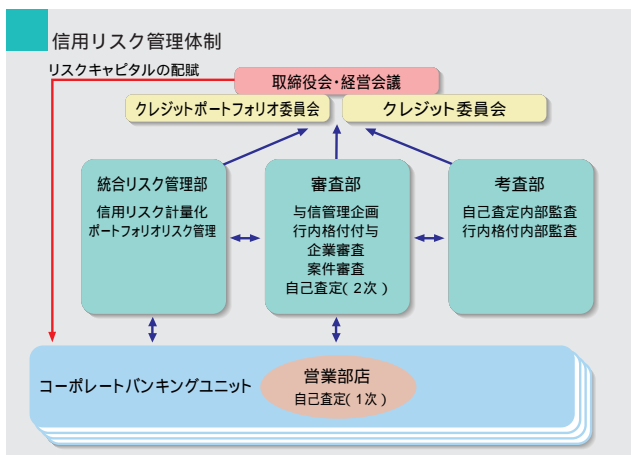 信用リスク管理体制
リスクキャピタルの配賦
取締役会・経営会議
クレジットポートフォリオ委員会
クレジット委員会
統合リスク管理部
信用リスク計量化
ポートフォリオリスク管理
審査部
与信管理企画
行内格付付与
企業審査
案件審査
自己査定(2次)
考査部
自己査定内部監査
行内格付内部監査
コーポレートバンキングユニット
営業部店
自己査定(1次)